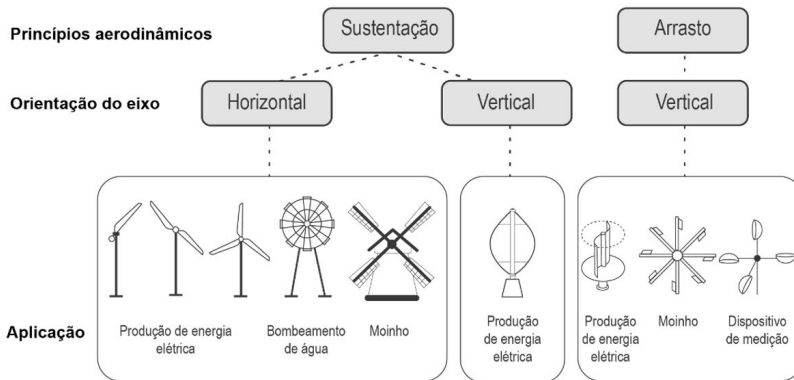 Princípios aerodinâmicos
Sustentação
Arrasto
Orientação do eixo
Horizontal
Vertical
Vertical
Aplicação
Produção de energia
elétrica
Bombeamento
de água
Moinho
Produção
de energia
elétrica
Produção
de energia
elétrica
Moinho
Dispositivo
de medição